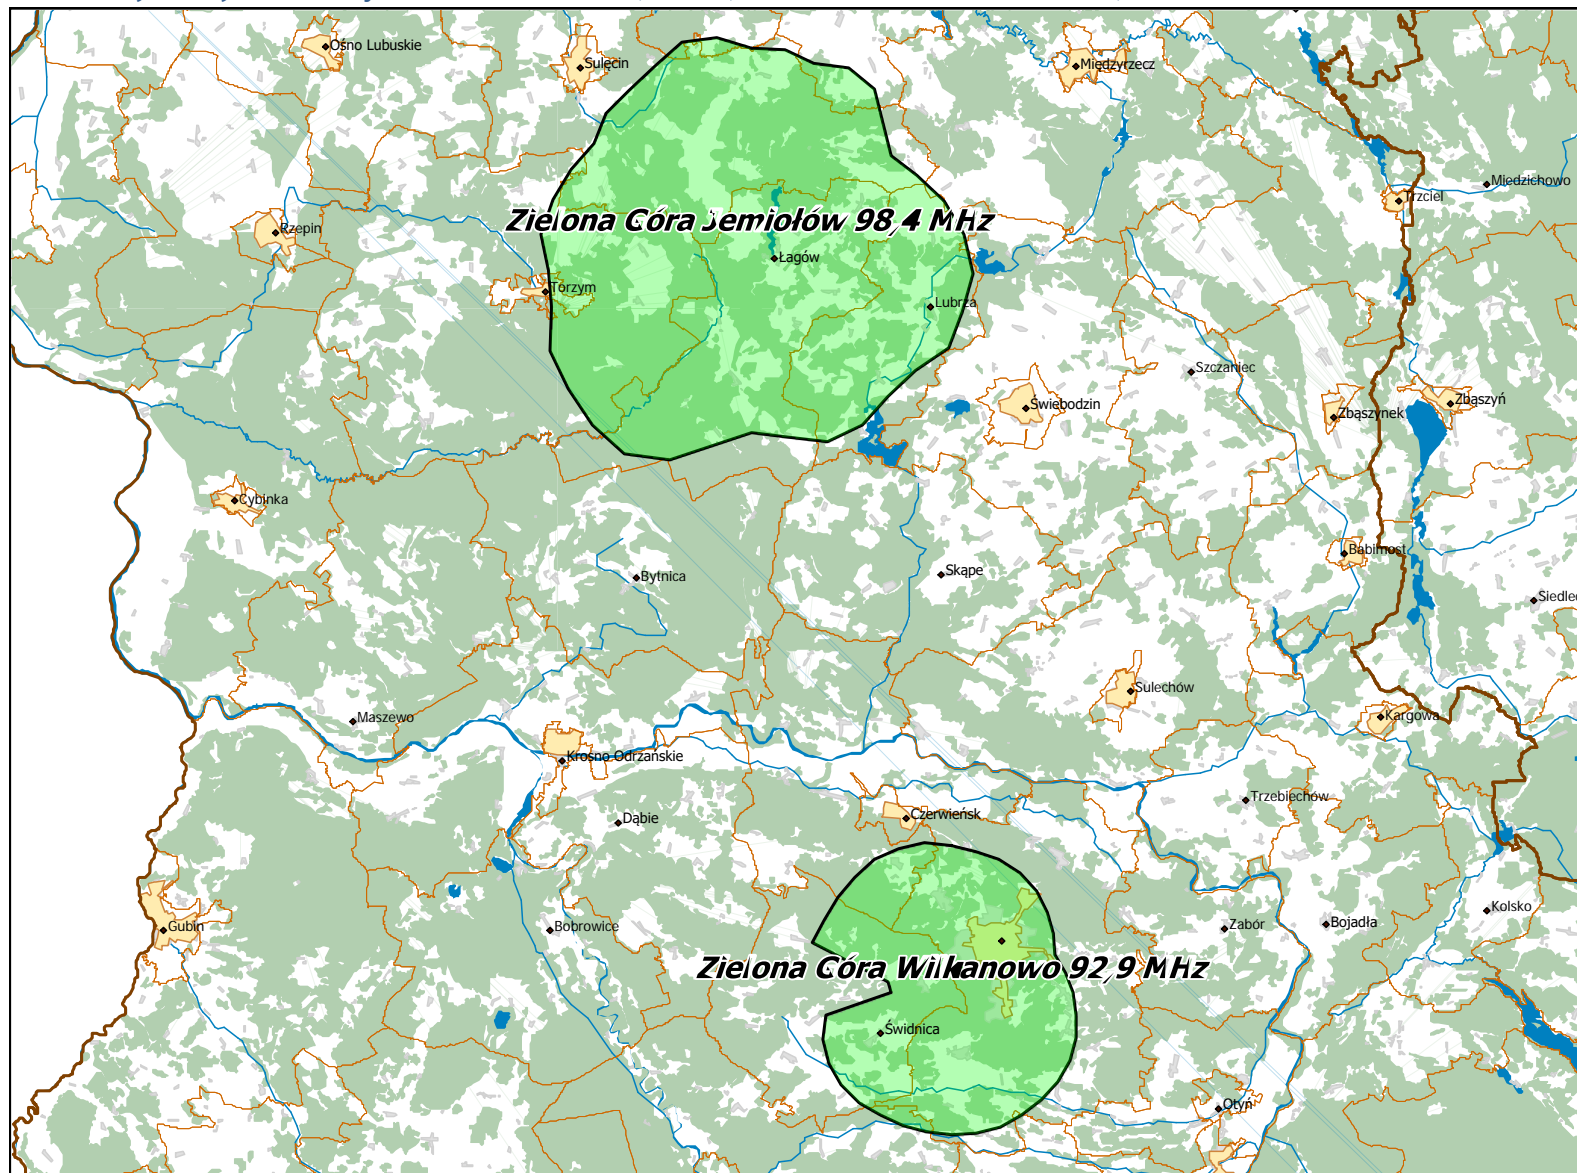 Ośno Lubuskie
Sulęcin
Międzyrzecz
Miedzichowo
Trzciel
Rzepin
Zielona Góra Jemiołów 98,4 MHz
Łagów
Torzym
Lubrza
Szczaniec
Świebodzin
Zbąszynek
Zbąszyń
Cybinka
Babimost
Bytnica
Skąpe
Siedlec
Sulechów
Maszewo
Kargowa
Krosno Odrzańskie
Trzebiechów
Dąbie
Czerwieńsk
Kolsko
Gubin
Bobrowice
Zabór
Bojadła
Zielona Góra Wilkanowo 92,9 MHz
Świdnica
Otyń